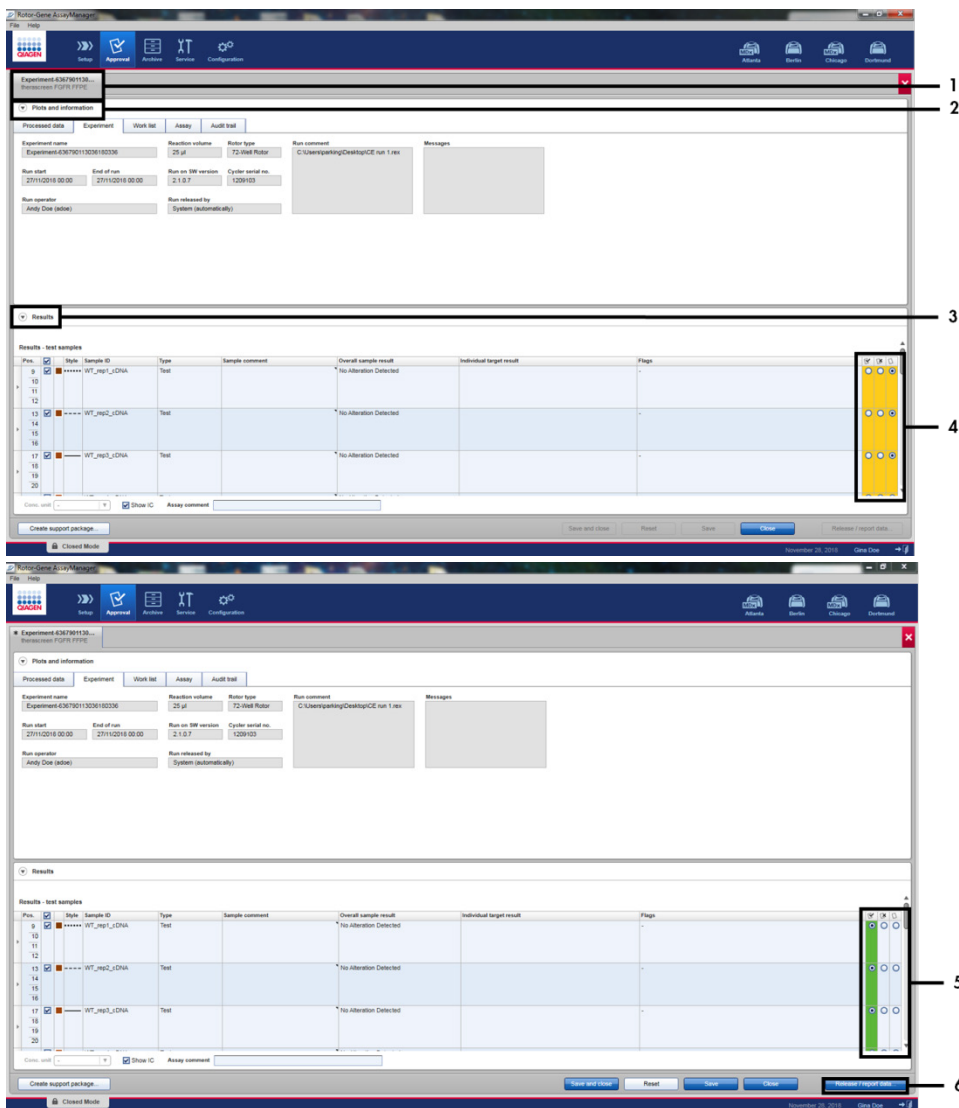 Rotor-Gene AssayManager
File Help
QIAGEN
Setup Approval Archive Service Configuration
Atlanta Berlin Chicago Dortmund
Experiment-6367901130...
therascreen FGFR FFPE
1
Plots and information
2
Processed data Experiment Work list Assay Audit trail
Experiment name Reaction volume Rotor type Run comment Messages
Experiment-636790113036160336 25 µl 72-Well Rotor C:\Users\parking\Desktop\CE run 1.rex
Run start End of run Run on SW version Cycler serial no.
27/11/2018 00:00 27/11/2018 00:00 2.1.0.7 1209103
Run operator Run released by
Andy Doe (adoe) System (automatically)
Results
3
Results - test samples
Pos. Style Sample ID Type Sample comment Overall sample result Individual target result Flags
9 WT_rep1_cDNA Test No Alteration Detected -
10
11
12
13 WT_rep2_cDNA Test No Alteration Detected -
14
15
16
4
17 WT_rep3_cDNA Test No Alteration Detected -
18
19
20
Conc. unit - Show IC Assay comment
Create support package... Save and close Reset Save Close Release / report data...
Closed Mode November 28, 2018 Gina Doe
Rotor-Gene AssayManager
File Help
QIAGEN
Setup Approval Archive Service Configuration
Atlanta Berlin Chicago Dortmund
Experiment-6367901130...
therascreen FGFR FFPE
Plots and information
Processed data Experiment Work list Assay Audit trail
Experiment name Reaction volume Rotor type Run comment Messages
Experiment-636790113036160336 25 µl 72-Well Rotor C:\Users\parking\Desktop\CE run 1.rex
Run start End of run Run on SW version Cycler serial no.
27/11/2018 00:00 27/11/2018 00:00 2.1.0.7 1209103
Run operator Run released by
Andy Doe (adoe) System (automatically)
Results
Results - test samples
Pos. Style Sample ID Type Sample comment Overall sample result Individual target result Flags
9 WT_rep1_cDNA Test No Alteration Detected -
10
11
12
13 WT_rep2_cDNA Test No Alteration Detected -
14
15
16
5
17 WT_rep3_cDNA Test No Alteration Detected -
18
19
20
Conc. unit - Show IC Assay comment
Create support package... Save and close Reset Save Close Release / report data...
6
Closed Mode November 28, 2018 Gina Doe